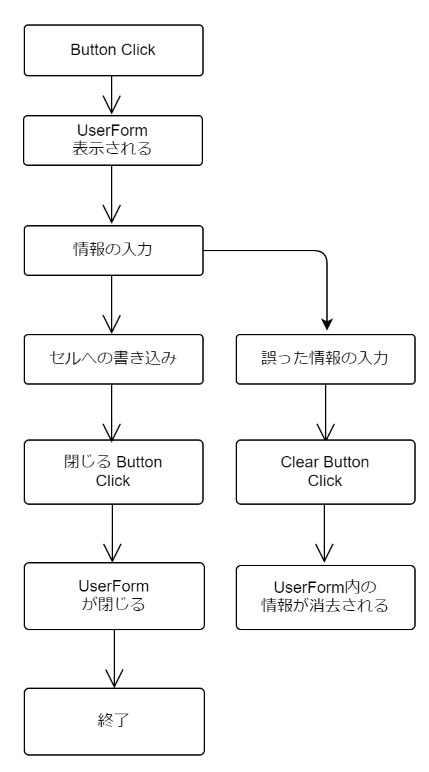 Button Click
UserForm
表示される
情報の入力
セルへの書き込み
誤った情報の入力
閉じる Button
Click
Clear Button
Click
UserForm
が閉じる
UserForm内の
情報が消去される
終了